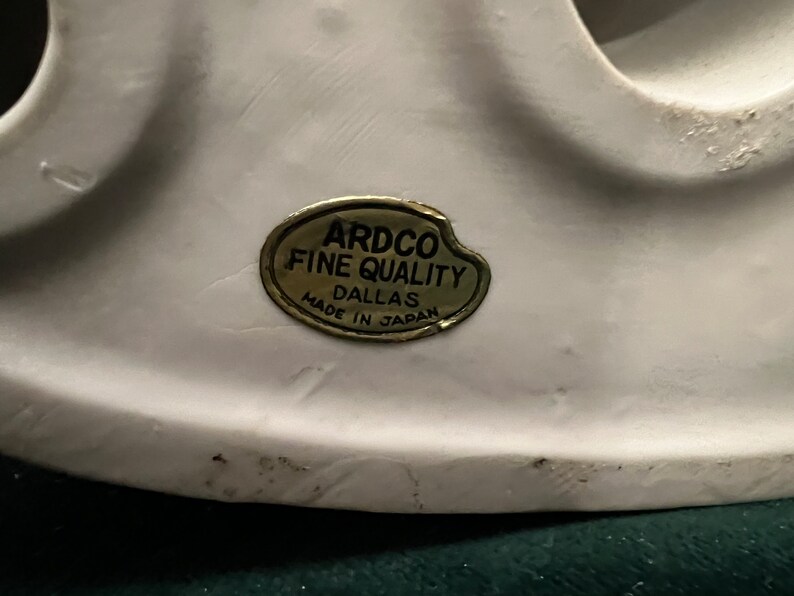 ARDCO
FINE QUALITY
DALLAS
MADE IN JAPAN